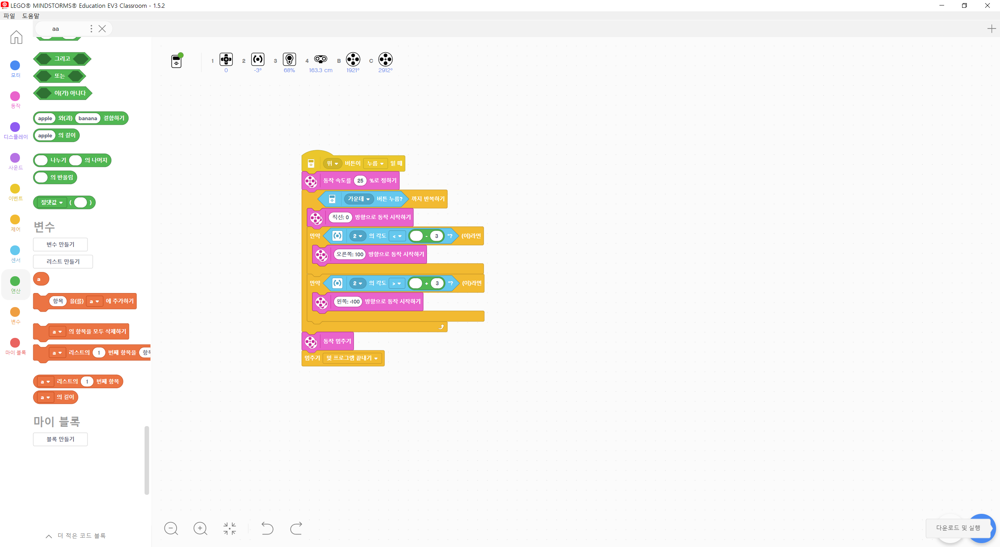 LEGO® MINDSTORMS® Education EV3 Classroom - 1.5.2
파일 도움말
aa
모터
동작
디스플레이
사운드
이벤트
제어
센서
연산
변수
마이 블록
그리고
또는
이(가) 아니다
apple 와(과) banana 결합하기
apple 의 길이
나누기 의 나머지
의 반올림
절댓값 ( )
변수
변수 만들기
리스트 만들기
a
항목 을(를) a 에 추가하기
a 의 항목을 모두 삭제하기
a 리스트의 1 번째 항목을
a 리스트의 1 번째 항목
a 의 길이
마이 블록
블록 만들기
더 적은 코드 블록
1 2 3 4 B C
0 -3° 68% 163.3 cm 1921° 2912°
위 버튼이 누름 일 때
동작 속도를 25 %로 정하기
가운데 버튼 누름? 까지 반복하기
직선: 0 방향으로 동작 시작하기
만약 2 의 각도 < - 3 °? (이)라면
오른쪽: 100 방향으로 동작 시작하기
만약 2 의 각도 > + 3 °? (이)라면
왼쪽: -100 방향으로 동작 시작하기
동작 멈추기
멈추기 및 프로그램 끝내기
다운로드 및 실행